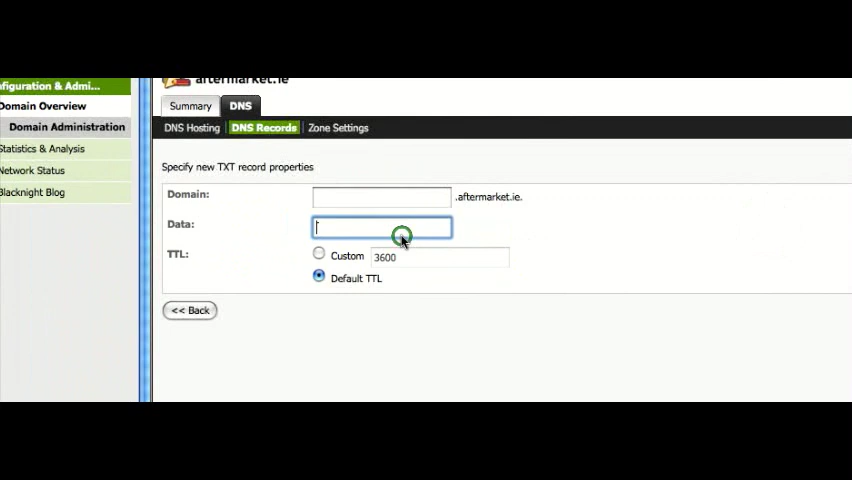 aftermarket.ie
nfiguration & Admi...
Summary
DNS
Domain Overview
Domain Administration
DNS Hosting
DNS Records
Zone Settings
Statistics & Analysis
Network Status
Blacknight Blog
Specify new TXT record properties
Domain:
.aftermarket.ie.
Data:
TTL:
Custom
3600
Default TTL
<< Back